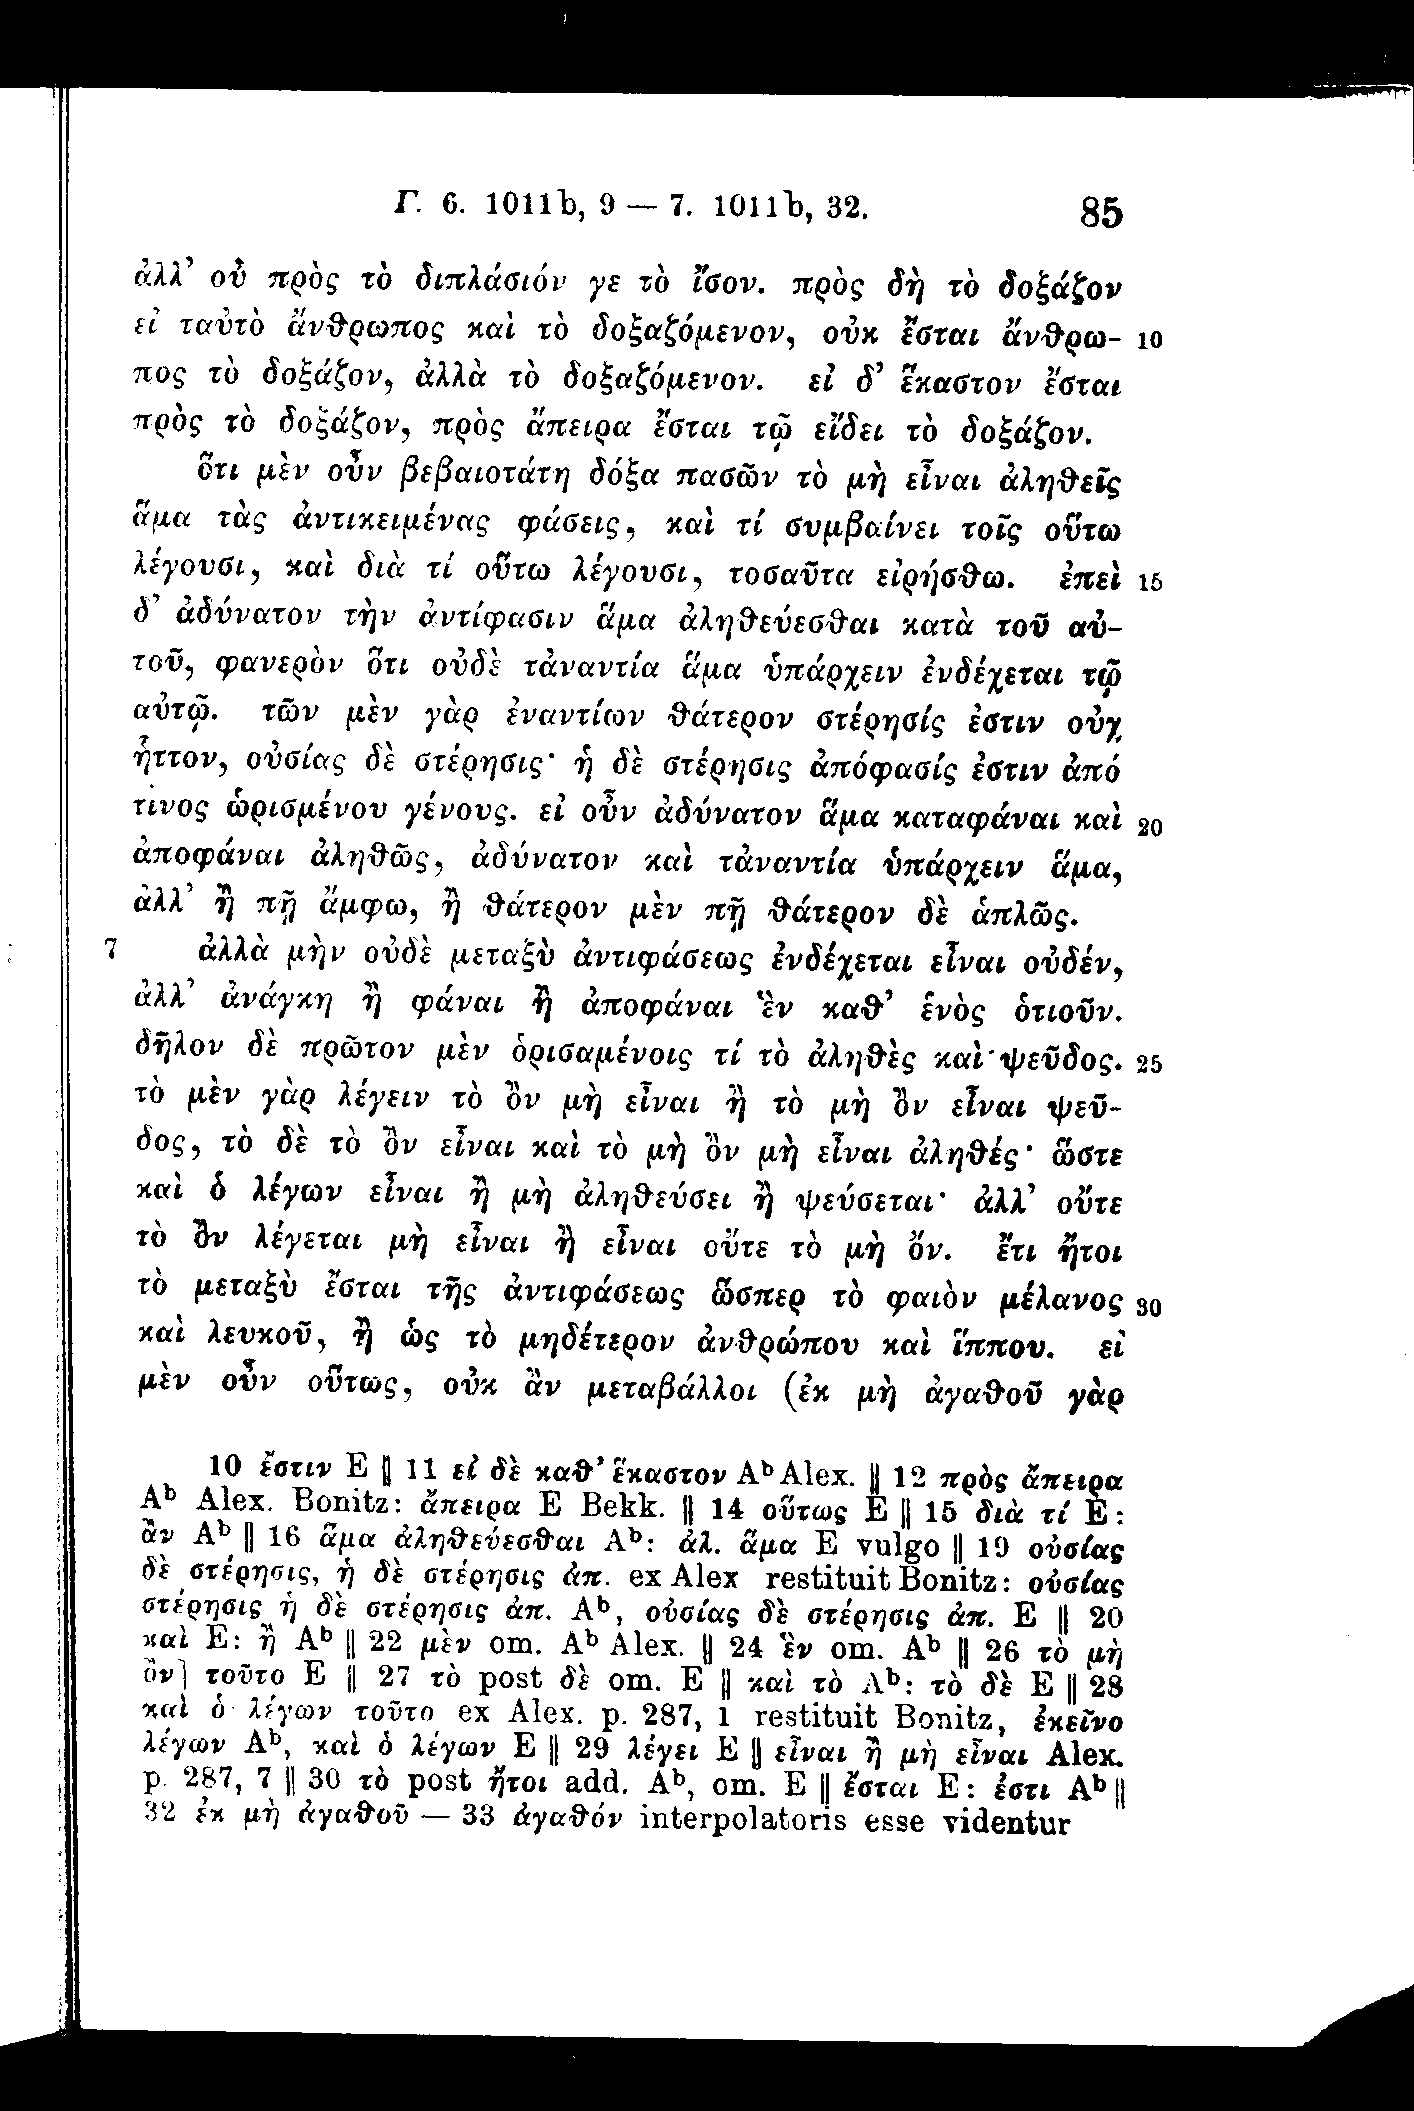 Γ. 6. 1011b, 9 — 7. 1011b, 32. 85
ἀλλ’ οὐ πρὸς τὸ διπλάσιόν γε τὸ ἴσον. πρὸς δὴ τὸ δοξάζον
εἰ ταὐτὸ ἄνθρωπος καὶ τὸ δοξαζόμενον, οὐκ ἔσται ἄνθρω- 10
πος τὸ δοξάζον, ἀλλὰ τὸ δοξαζόμενον. εἰ δ’ ἕκαστον ἔσται
πρὸς τὸ δοξάζον, πρὸς ἄπειρα ἔσται τῷ εἴδει τὸ δοξάζον.
ὅτι μὲν οὖν βεβαιοτάτη δόξα πασῶν τὸ μὴ εἶναι ἀληθεῖς
ἅμα τὰς ἀντικειμένας φάσεις, καὶ τί συμβαίνει τοῖς οὕτω
λέγουσι, καὶ διὰ τί οὕτω λέγουσι, τοσαῦτα εἰρήσθω. ἐπεὶ 15
δ’ ἀδύνατον τὴν ἀντίφασιν ἅμα ἀληθεύεσθαι κατὰ τοῦ αὐ-
τοῦ, φανερὸν ὅτι οὐδὲ τἀναντία ἅμα ὑπάρχειν ἐνδέχεται τῷ
αὐτῷ. τῶν μὲν γὰρ ἐναντίων θάτερον στέρησίς ἐστιν οὐχ
ἧττον, οὐσίας δὲ στέρησις· ἡ δὲ στέρησις ἀπόφασίς ἐστιν ἀπό
τινος ὡρισμένου γένους. εἰ οὖν ἀδύνατον ἅμα καταφάναι καὶ 20
ἀποφάναι ἀληθῶς, ἀδύνατον καὶ τἀναντία ὑπάρχειν ἅμα,
ἀλλ’ ἢ πῇ ἄμφω, ἢ θάτερον μὲν πῇ θάτερον δὲ ἁπλῶς.
7 ἀλλὰ μὴν οὐδὲ μεταξὺ ἀντιφάσεως ἐνδέχεται εἶναι οὐδέν,
ἀλλ’ ἀνάγκη ἢ φάναι ἢ ἀποφάναι ἓν καθ’ ἑνὸς ὁτιοῦν.
δῆλον δὲ πρῶτον μὲν ὁρισαμένοις τί τὸ ἀληθὲς καὶ ψεῦδος. 25
τὸ μὲν γὰρ λέγειν τὸ ὂν μὴ εἶναι ἢ τὸ μὴ ὂν εἶναι ψεῦ-
δος, τὸ δὲ τὸ ὂν εἶναι καὶ τὸ μὴ ὂν μὴ εἶναι ἀληθές· ὥστε
καὶ ὁ λέγων εἶναι ἢ μὴ ἀληθεύσει ἢ ψεύσεται· ἀλλ’ οὔτε
τὸ ὂν λέγεται μὴ εἶναι ἢ εἶναι οὔτε τὸ μὴ ὄν. ἔτι ἤτοι
τὸ μεταξὺ ἔσται τῆς ἀντιφάσεως ὥσπερ τὸ φαιὸν μέλανος 30
καὶ λευκοῦ, ἢ ὡς τὸ μηδέτερον ἀνθρώπου καὶ ἵππου. εἰ
μὲν οὖν οὕτως, οὐκ ἂν μεταβάλλοι (ἐκ μὴ ἀγαθοῦ γὰρ
10 ἔστιν E ‖ 11 εἰ δὲ καθ’ ἕκαστον Aᵇ Alex. ‖ 12 πρὸς ἄπειρα
Aᵇ Alex. Bonitz: ἄπειρα E Bekk. ‖ 14 οὕτως E ‖ 15 διὰ τί E:
ἂν Aᵇ ‖ 16 ἅμα ἀληθεύεσθαι Aᵇ: ἀλ. ἅμα E vulgo ‖ 19 οὐσίας
δὲ στέρησις, ἡ δὲ στέρησις ἀπ. ex Alex restituit Bonitz: οὐσίας
στέρησις ἡ δὲ στέρησις ἀπ. Aᵇ, οὐσίας δὲ στέρησις ἀπ. E ‖ 20
καὶ E: ἢ Aᵇ ‖ 22 μὲν om. Aᵇ Alex. ‖ 24 ἓν om. Aᵇ ‖ 26 τὸ μὴ
ὂν] τοῦτο E ‖ 27 τὸ post δὲ om. E ‖ καὶ τὸ Aᵇ: τὸ δὲ E ‖ 28
καὶ ὁ λέγων τοῦτο ex Alex. p. 287, 1 restituit Bonitz, ἐκεῖνο
λέγων Aᵇ, καὶ ὁ λέγων E ‖ 29 λέγει E ‖ εἶναι ἢ μὴ εἶναι Alex.
p. 287, 7 ‖ 30 τὸ post ἤτοι add. Aᵇ, om. E ‖ ἔσται E: ἐστι Aᵇ ‖
32 ἐκ μὴ ἀγαθοῦ — 33 ἀγαθόν interpolatoris esse videntur